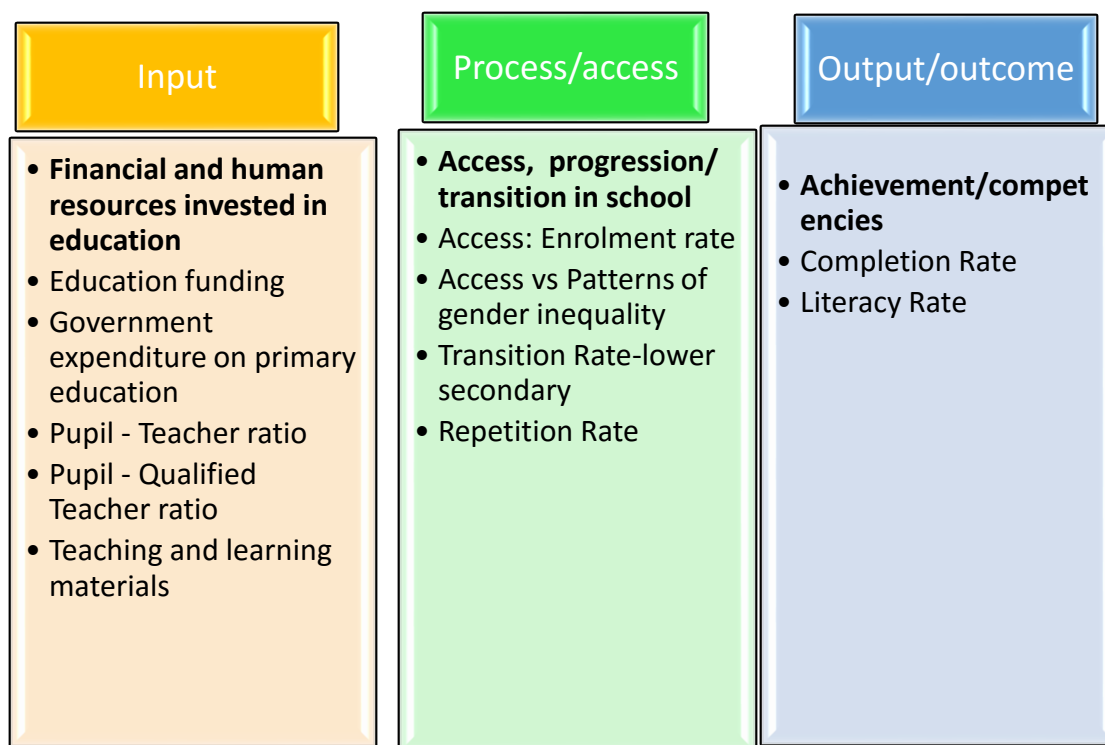 Input
• Financial and human
resources invested in
education
• Education funding
• Government
expenditure on primary
education
• Pupil - Teacher ratio
• Pupil - Qualified
Teacher ratio
• Teaching and learning
materials
Process/access
• Access, progression/
transition in school
• Access: Enrolment rate
• Access vs Patterns of
gender inequality
• Transition Rate-lower
secondary
• Repetition Rate
Output/outcome
• Achievement/compet
encies
• Completion Rate
• Literacy Rate